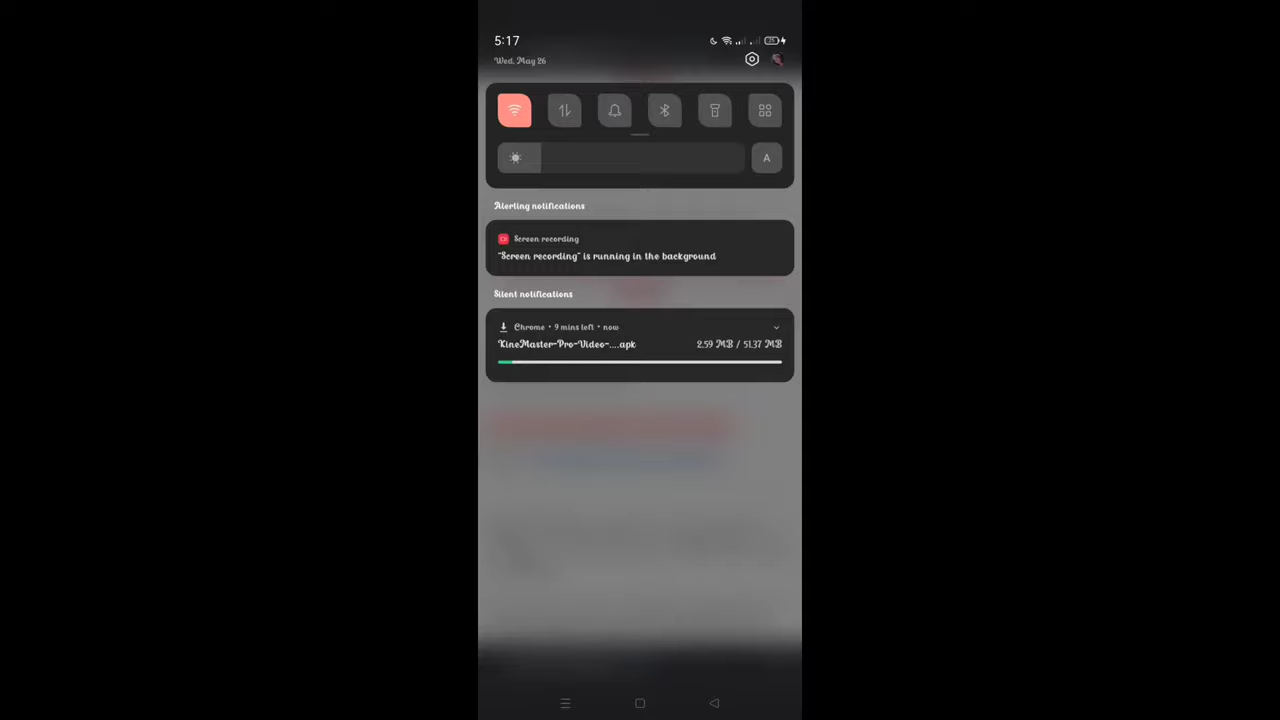 5:17
Wed, May 26
A
Alerting notifications
Screen recording
"Screen recording" is running in the background
Silent notifications
Chrome • 9 mins left • now
KineMaster-Pro-Video-....apk 2.59 MB / 51.37 MB